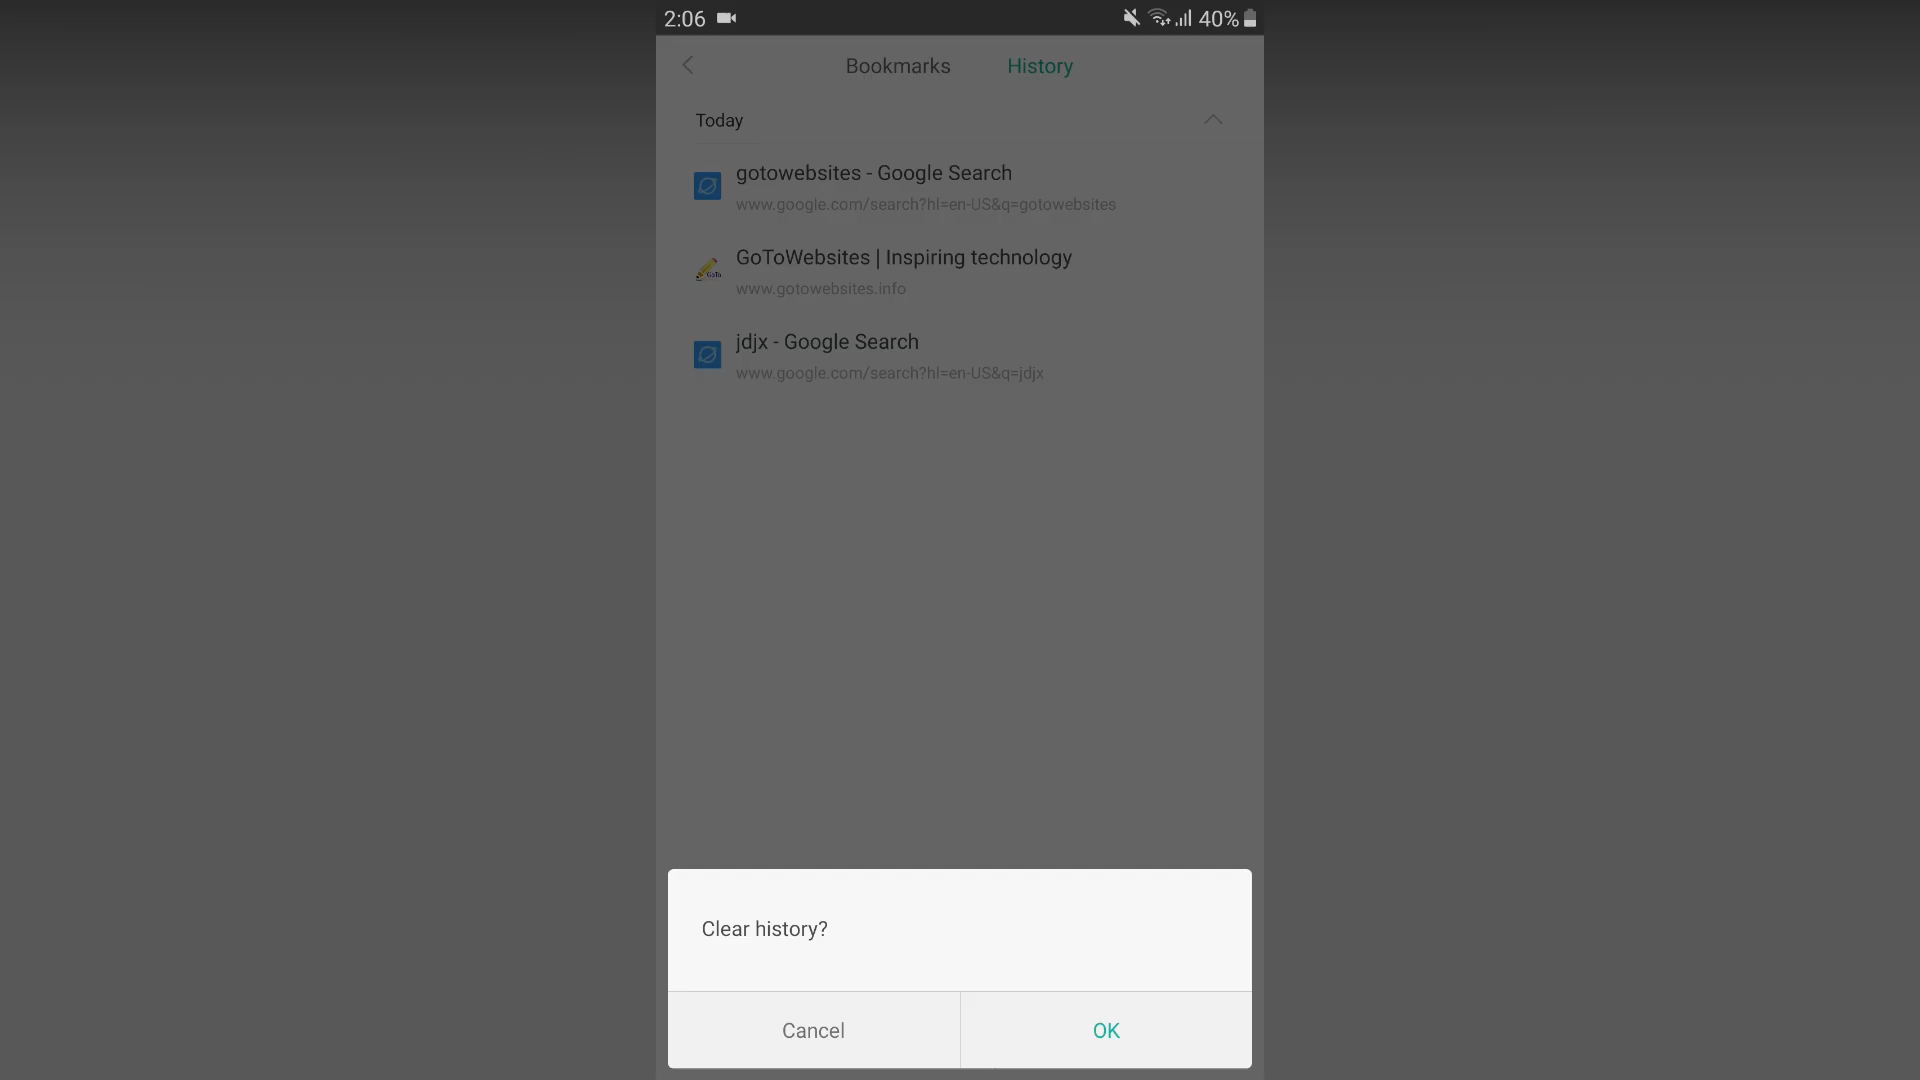 2:06 40%
Bookmarks History
Today
gotowebsites - Google Search
www.google.com/search?hl=en-US&q=gotowebsites
GoTo
GoToWebsites | Inspiring technology
www.gotowebsites.info
jdjx - Google Search
www.google.com/search?hl=en-US&q=jdjx
Clear history?
Cancel OK